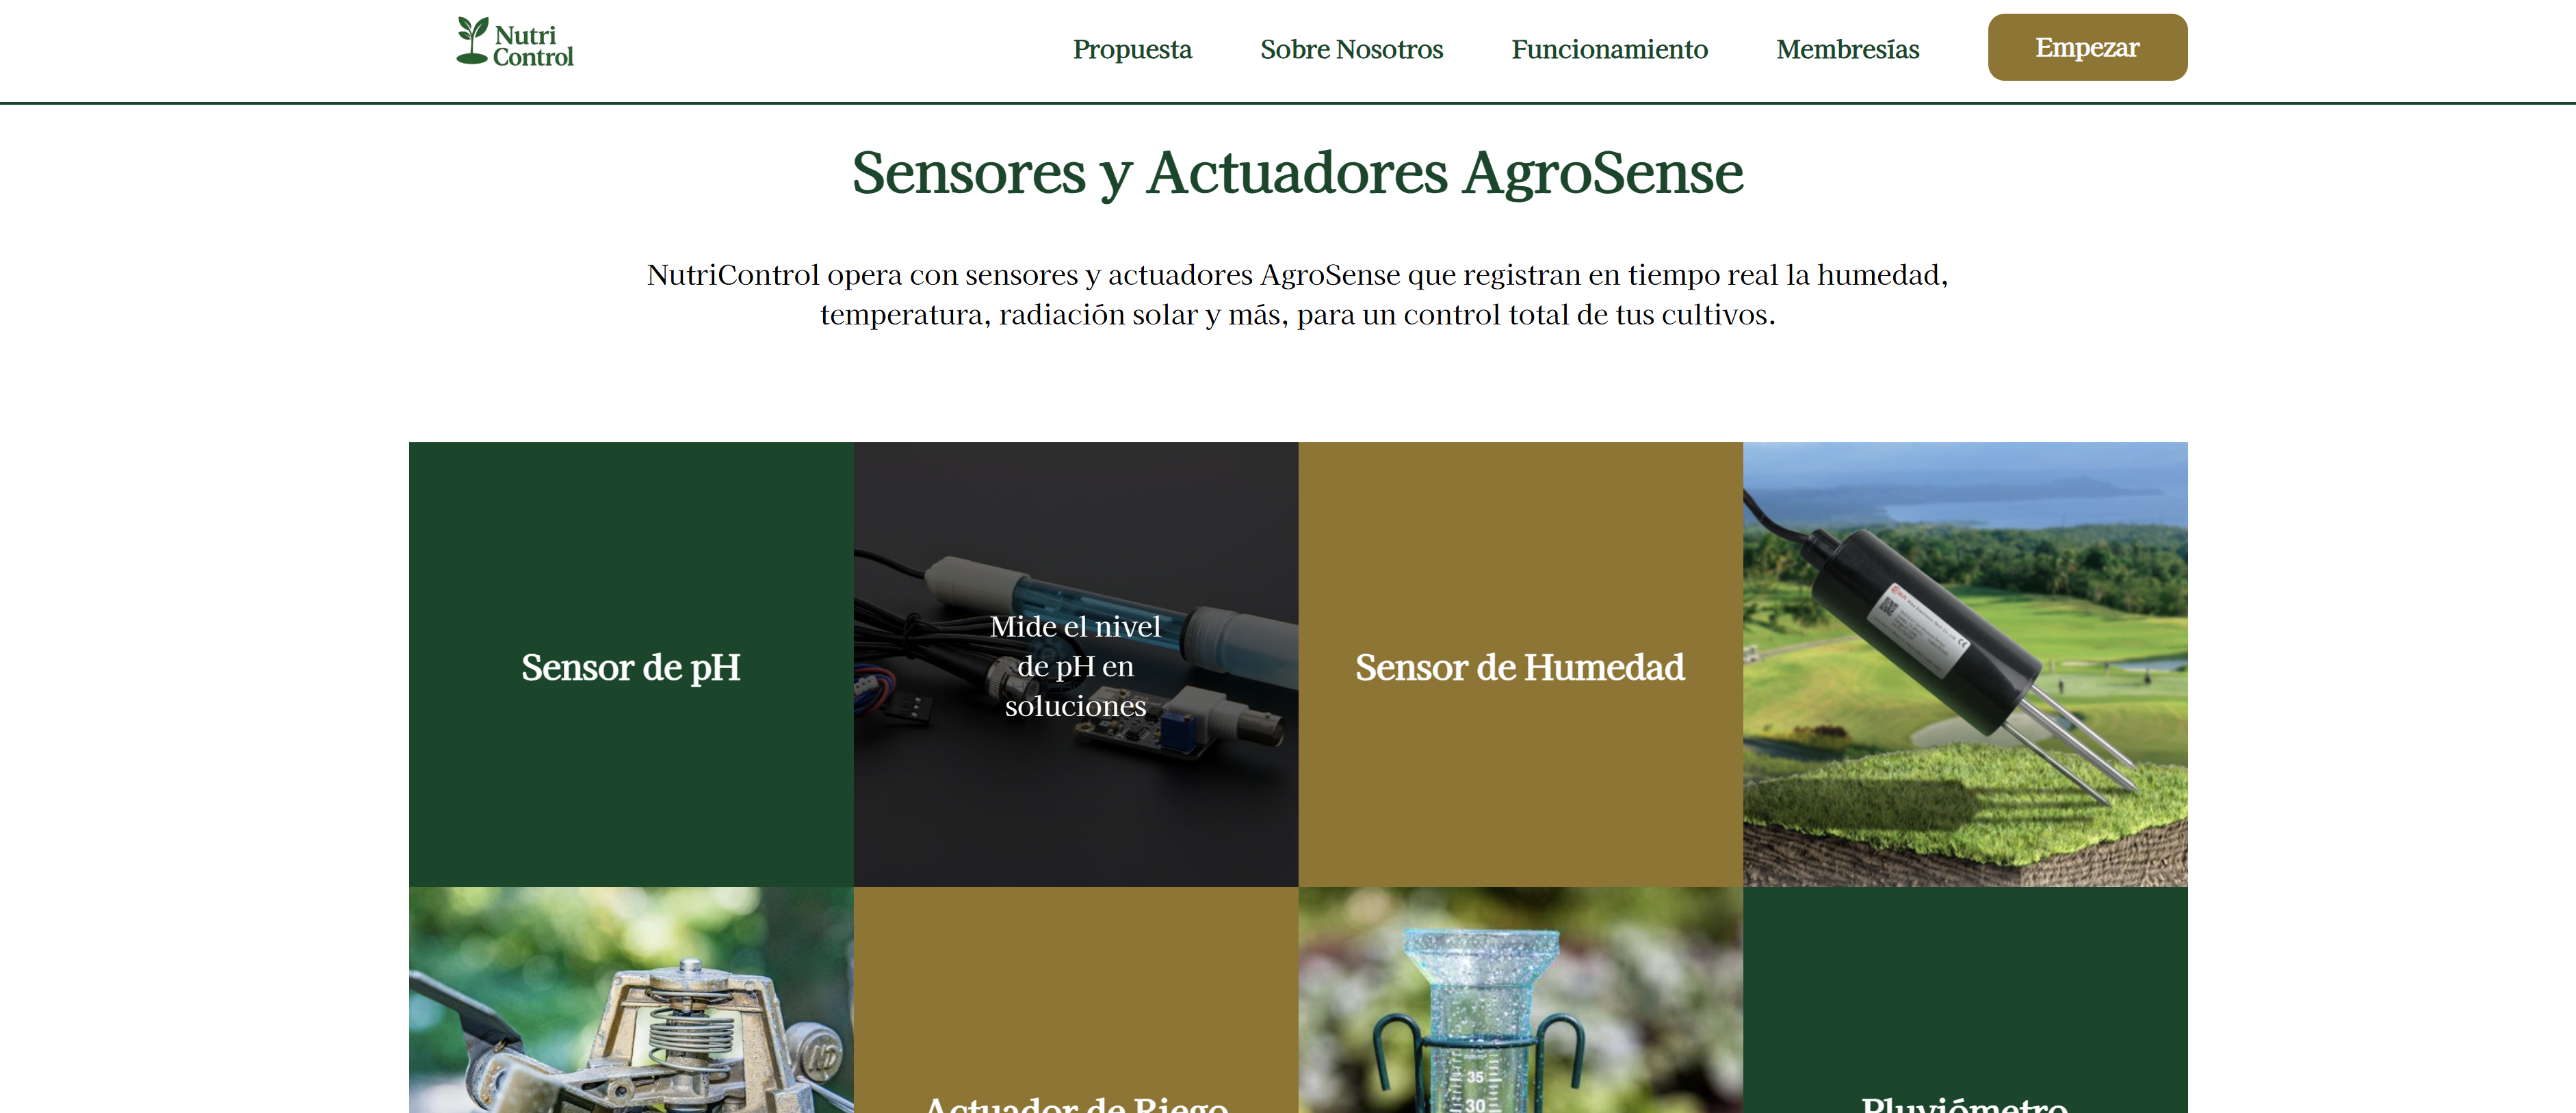 Nutri
Control
Propuesta
Sobre Nosotros
Funcionamiento
Membresías
Empezar
Sensores y Actuadores AgroSense
NutriControl opera con sensores y actuadores AgroSense que registran en tiempo real la humedad,
temperatura, radiación solar y más, para un control total de tus cultivos.
Sensor de pH
Mide el nivel
de pH en
soluciones
Sensor de Humedad
Actuador de Riego
35
30
Pluviómetro